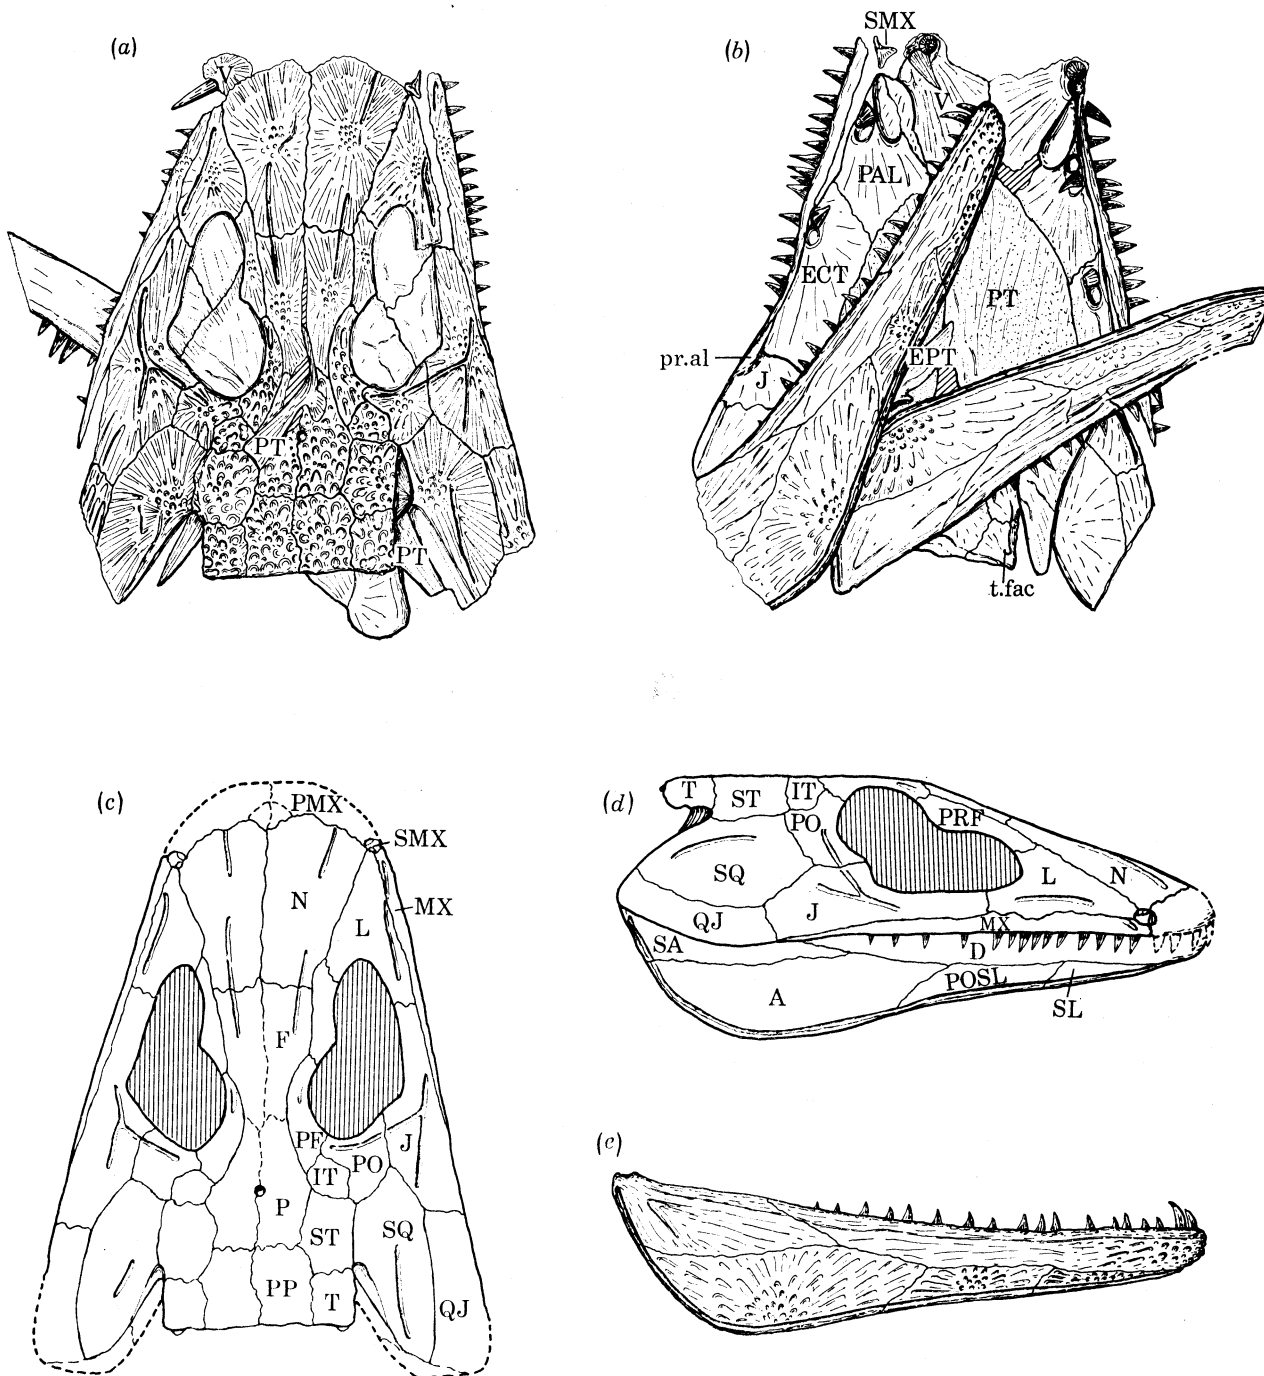 (a)
V
PT
PT
(b)
SMX
V
PAL
ECT
PT
pr.al
EPT
J
t.fac
(c)
PMX
SMX
N
MX
L
F
PF
J
IT
PO
P
ST
SQ
PP
T
QJ
(d)
T
ST
IT
PO
PRF
SQ
L
N
J
QJ
MX
SA
D
POSL
A
SL
(e)